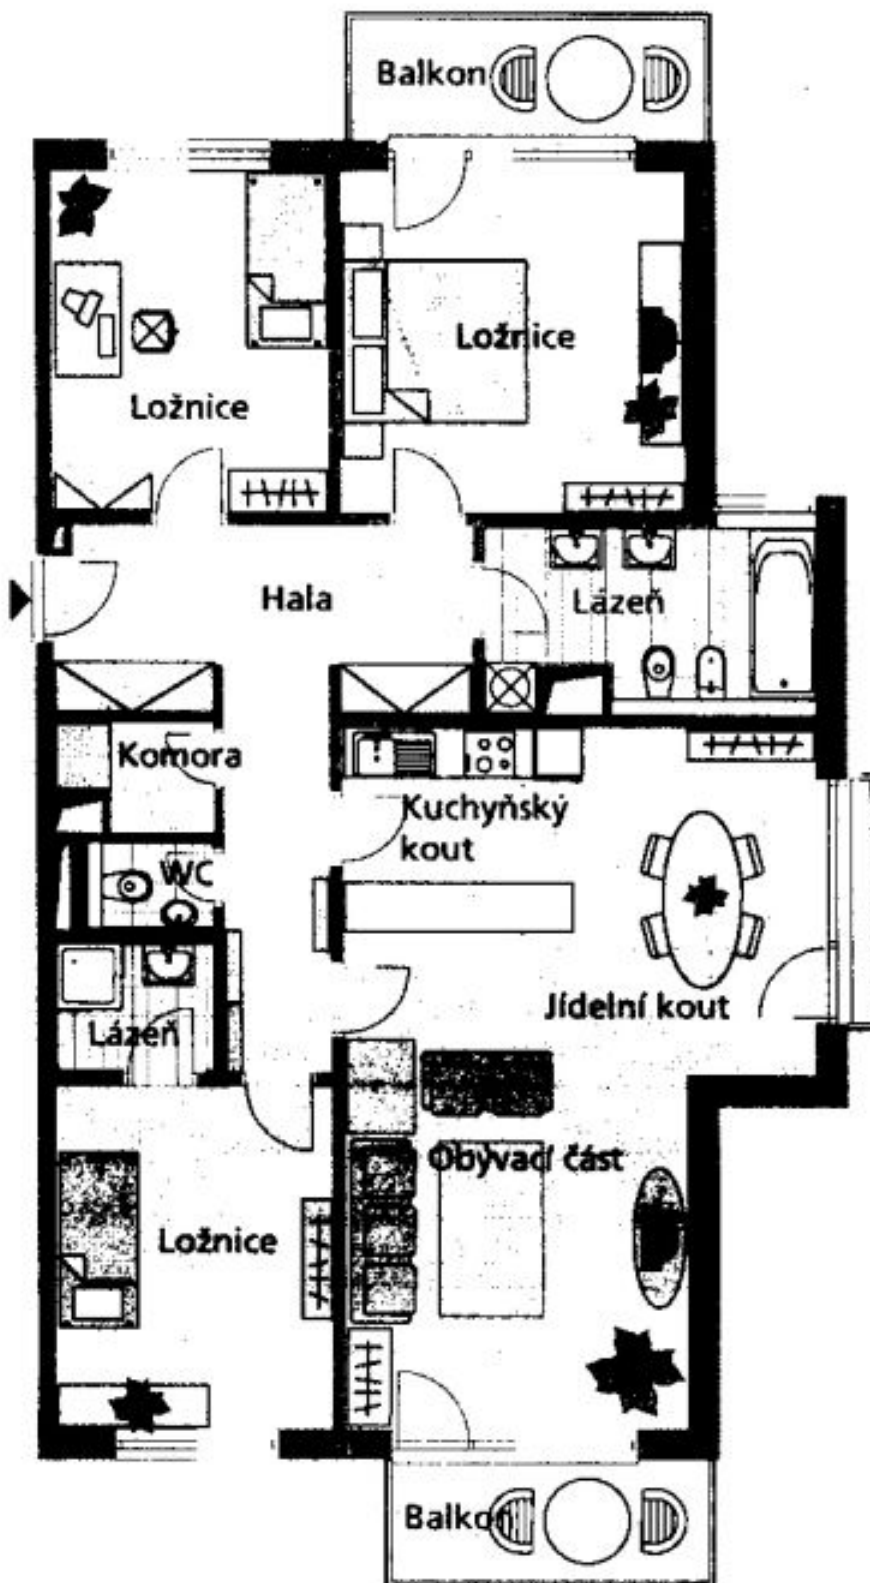 Balkon
Ložnice
Ložnice
Hala
Lázeň
Komora
Kuchyňský
kout
WC
Jídelní kout
Lázeň
Obývací část
Ložnice
Balkon